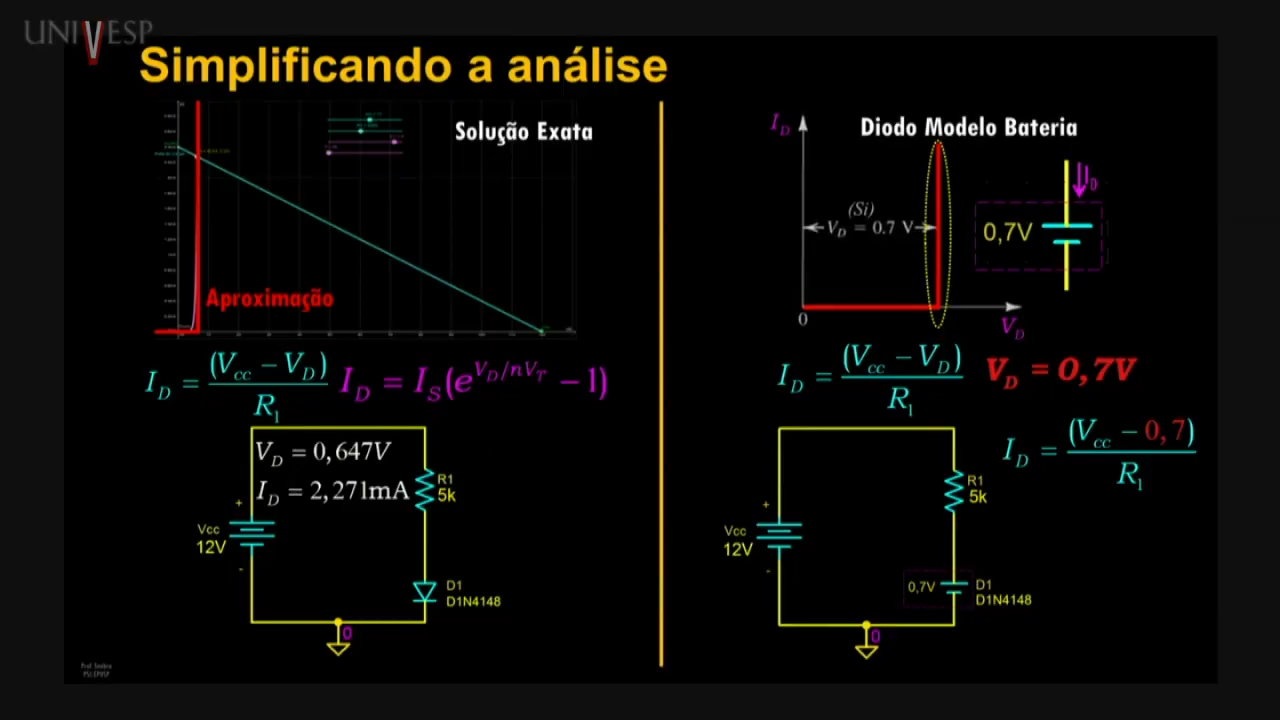 UNIVESP
Simplificando a análise
Solução Exata
Aproximação
I_D = (V_cc − V_D) / R_1
I_D = I_S(e^{V_D/nV_T} − 1)
V_D = 0,647V
I_D = 2,271mA
R1
5k
+
Vcc
12V
-
D1
D1N4148
0
I_D
Diodo Modelo Bateria
(Si)
V_D = 0.7 V
0
V_D
I_D
0,7V
I_D = (V_cc − V_D) / R_1
V_D = 0,7V
I_D = (V_cc − 0,7) / R_1
R1
5k
+
Vcc
12V
-
0,7V
D1
D1N4148
0